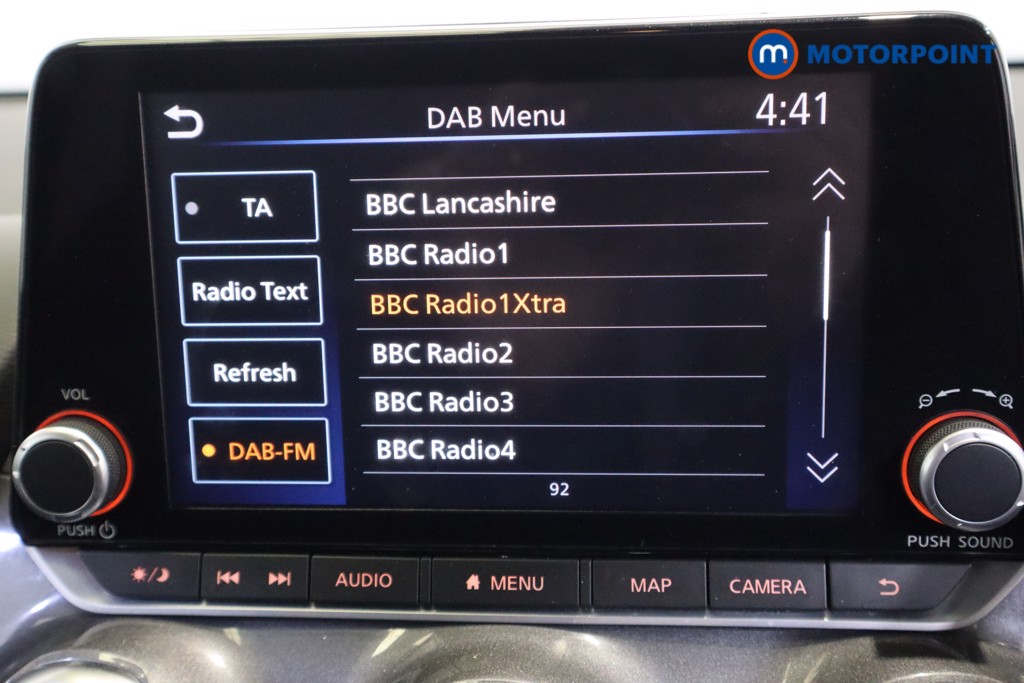 m. MOTORPOINT
DAB Menu
4:41
TA
Radio Text
Refresh
DAB-FM
BBC Lancashire
BBC Radio1
BBC Radio1Xtra
BBC Radio2
BBC Radio3
BBC Radio4
92
VOL
PUSH
PUSH SOUND
AUDIO
MENU
MAP
CAMERA